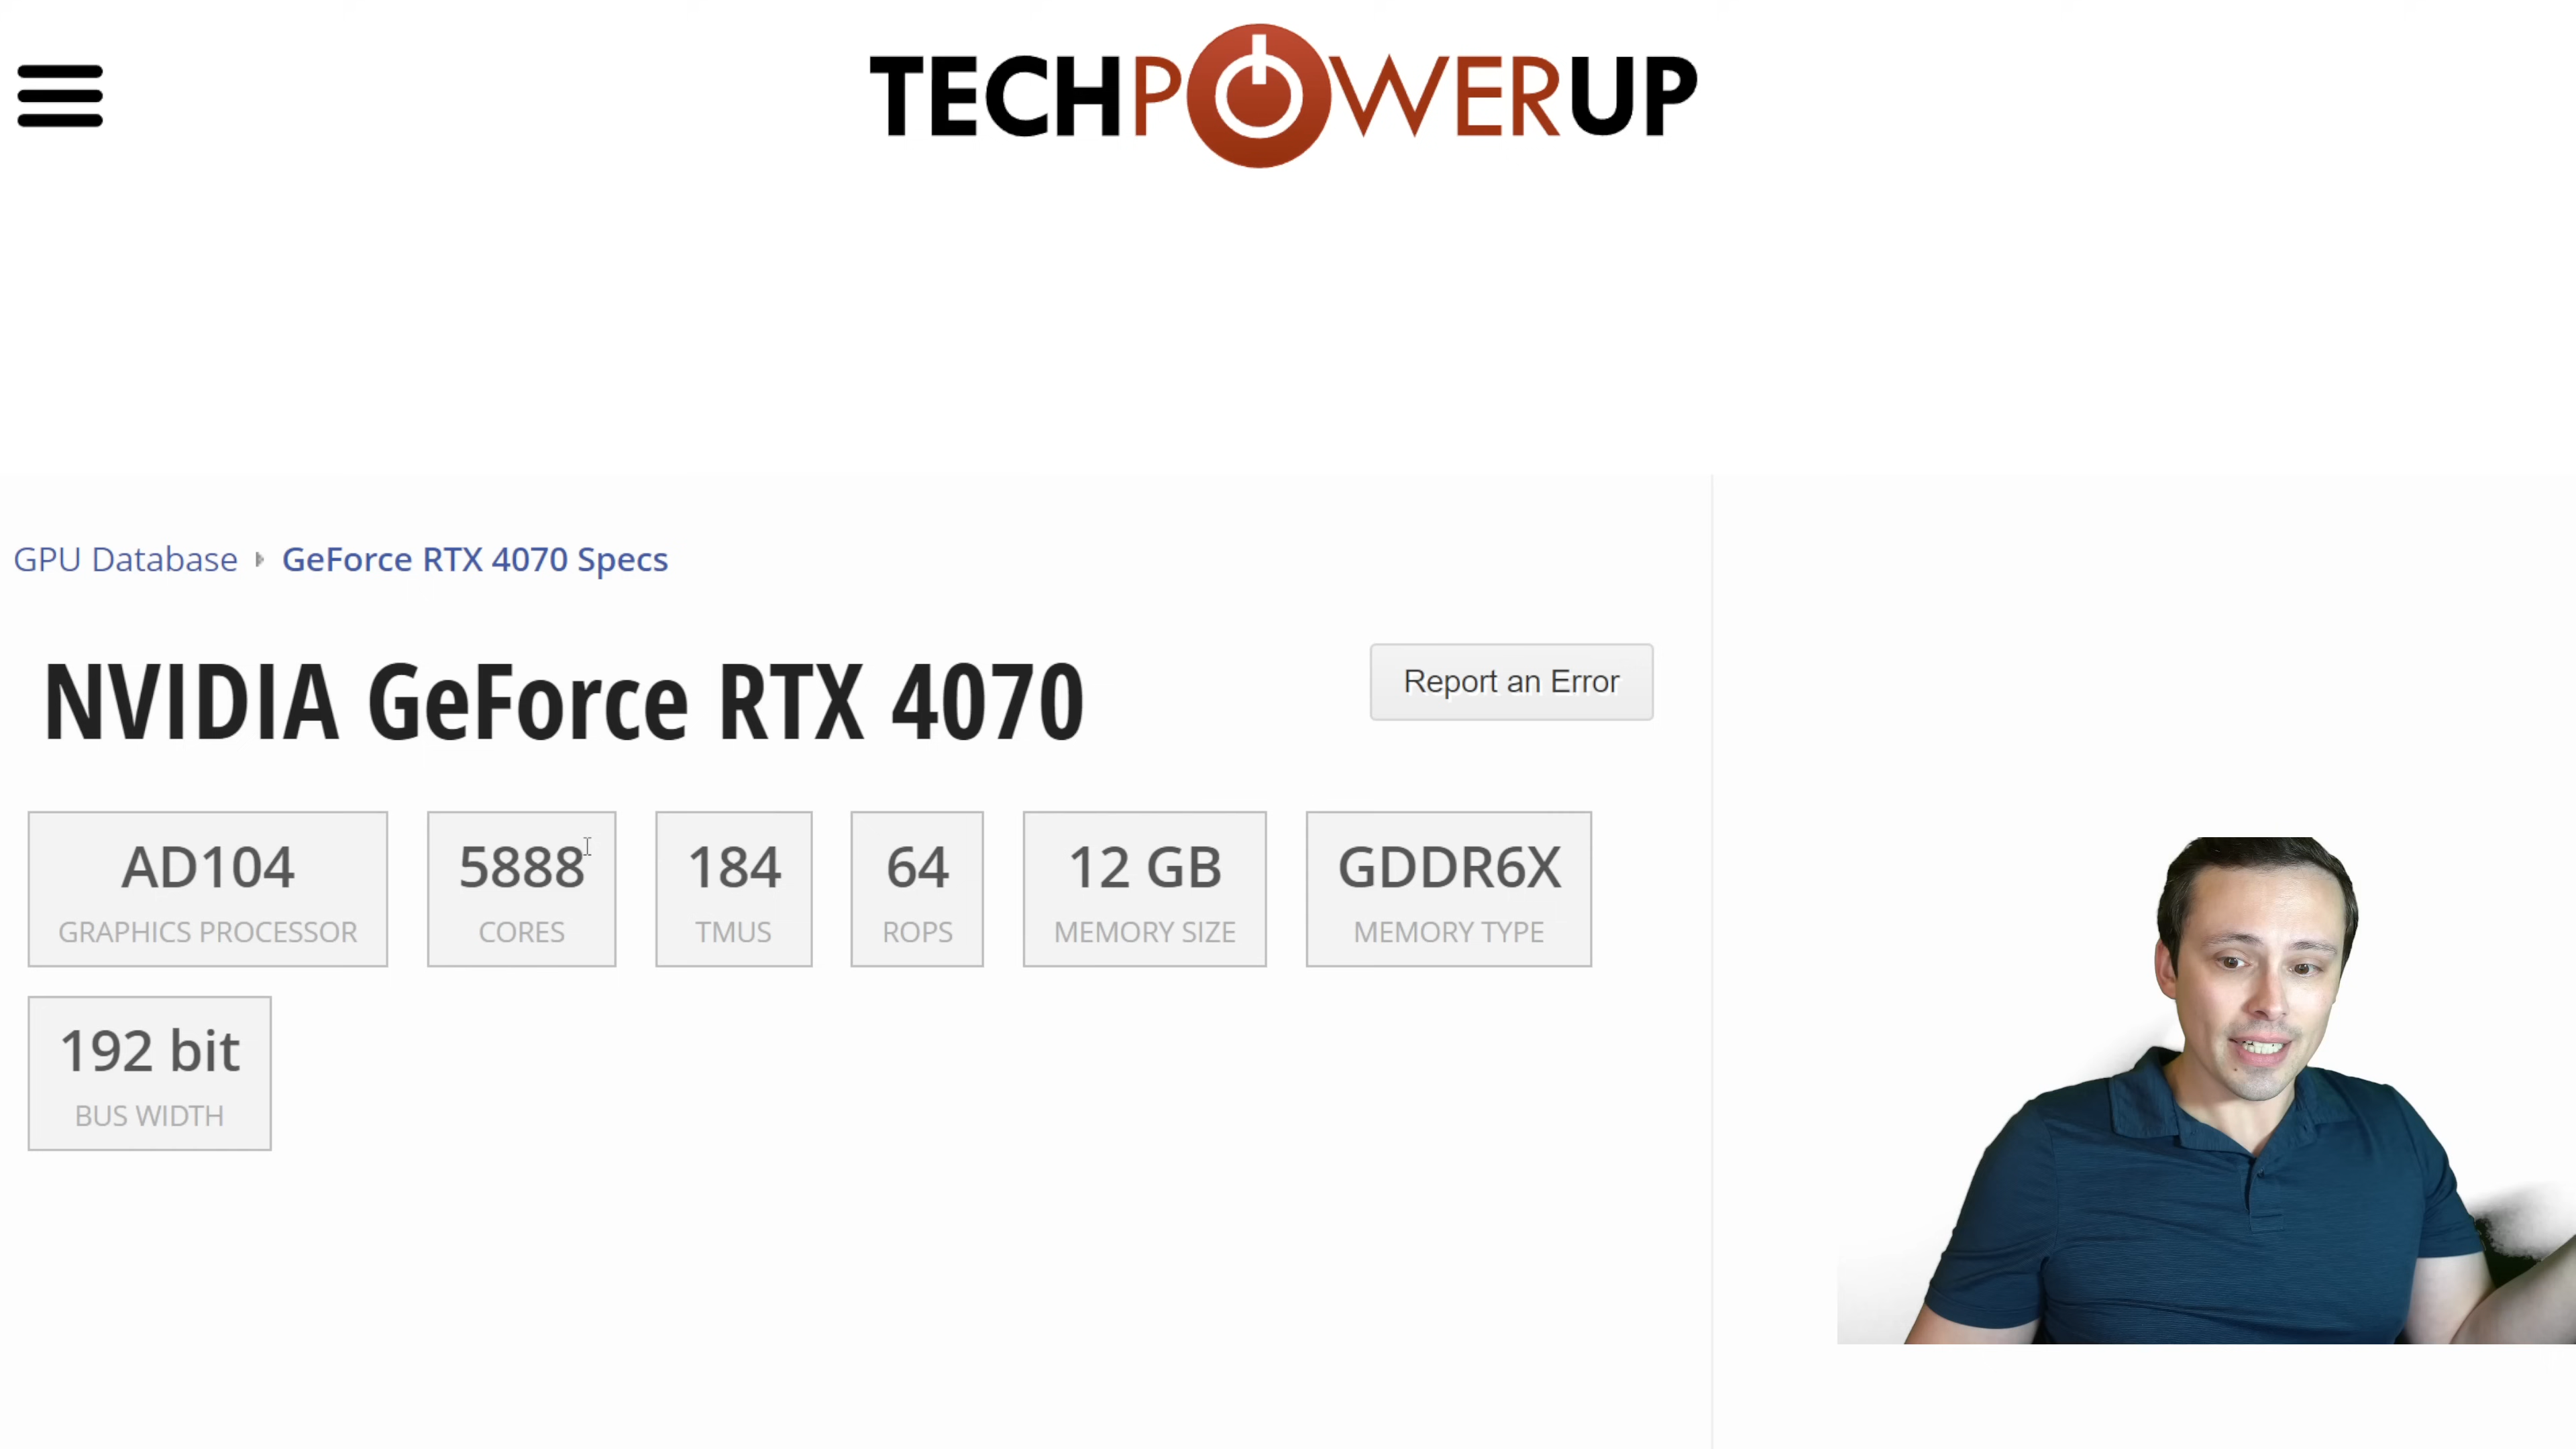 TECHPOWERUP
GPU Database GeForce RTX 4070 Specs
NVIDIA GeForce RTX 4070
Report an Error
AD104 5888 184 64 12 GB GDDR6X
GRAPHICS PROCESSOR CORES TMUS ROPS MEMORY SIZE MEMORY TYPE
192 bit
BUS WIDTH